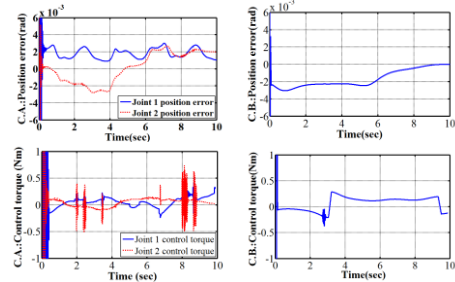 x 10⁻³
6
4
2
0
-2
-4
-6
0 2 4 6 8 10
Time(sec)
C.A.:Position error(rad)
Joint 1 position error
Joint 2 position error
x 10⁻³
6
4
2
0
-2
-4
-6
0 2 4 6 8 10
Time(sec)
C.B.:Position error(rad)
1
0.5
0
-0.5
-1
0 2 4 6 8 10
Time (sec)
C.A.:Control torque (Nm)
Joint 1 control torque
Joint 2 control torque
1
0.5
0
-0.5
-1
0 2 4 6 8 10
Time(sec)
C.B.:Control torque(Nm)